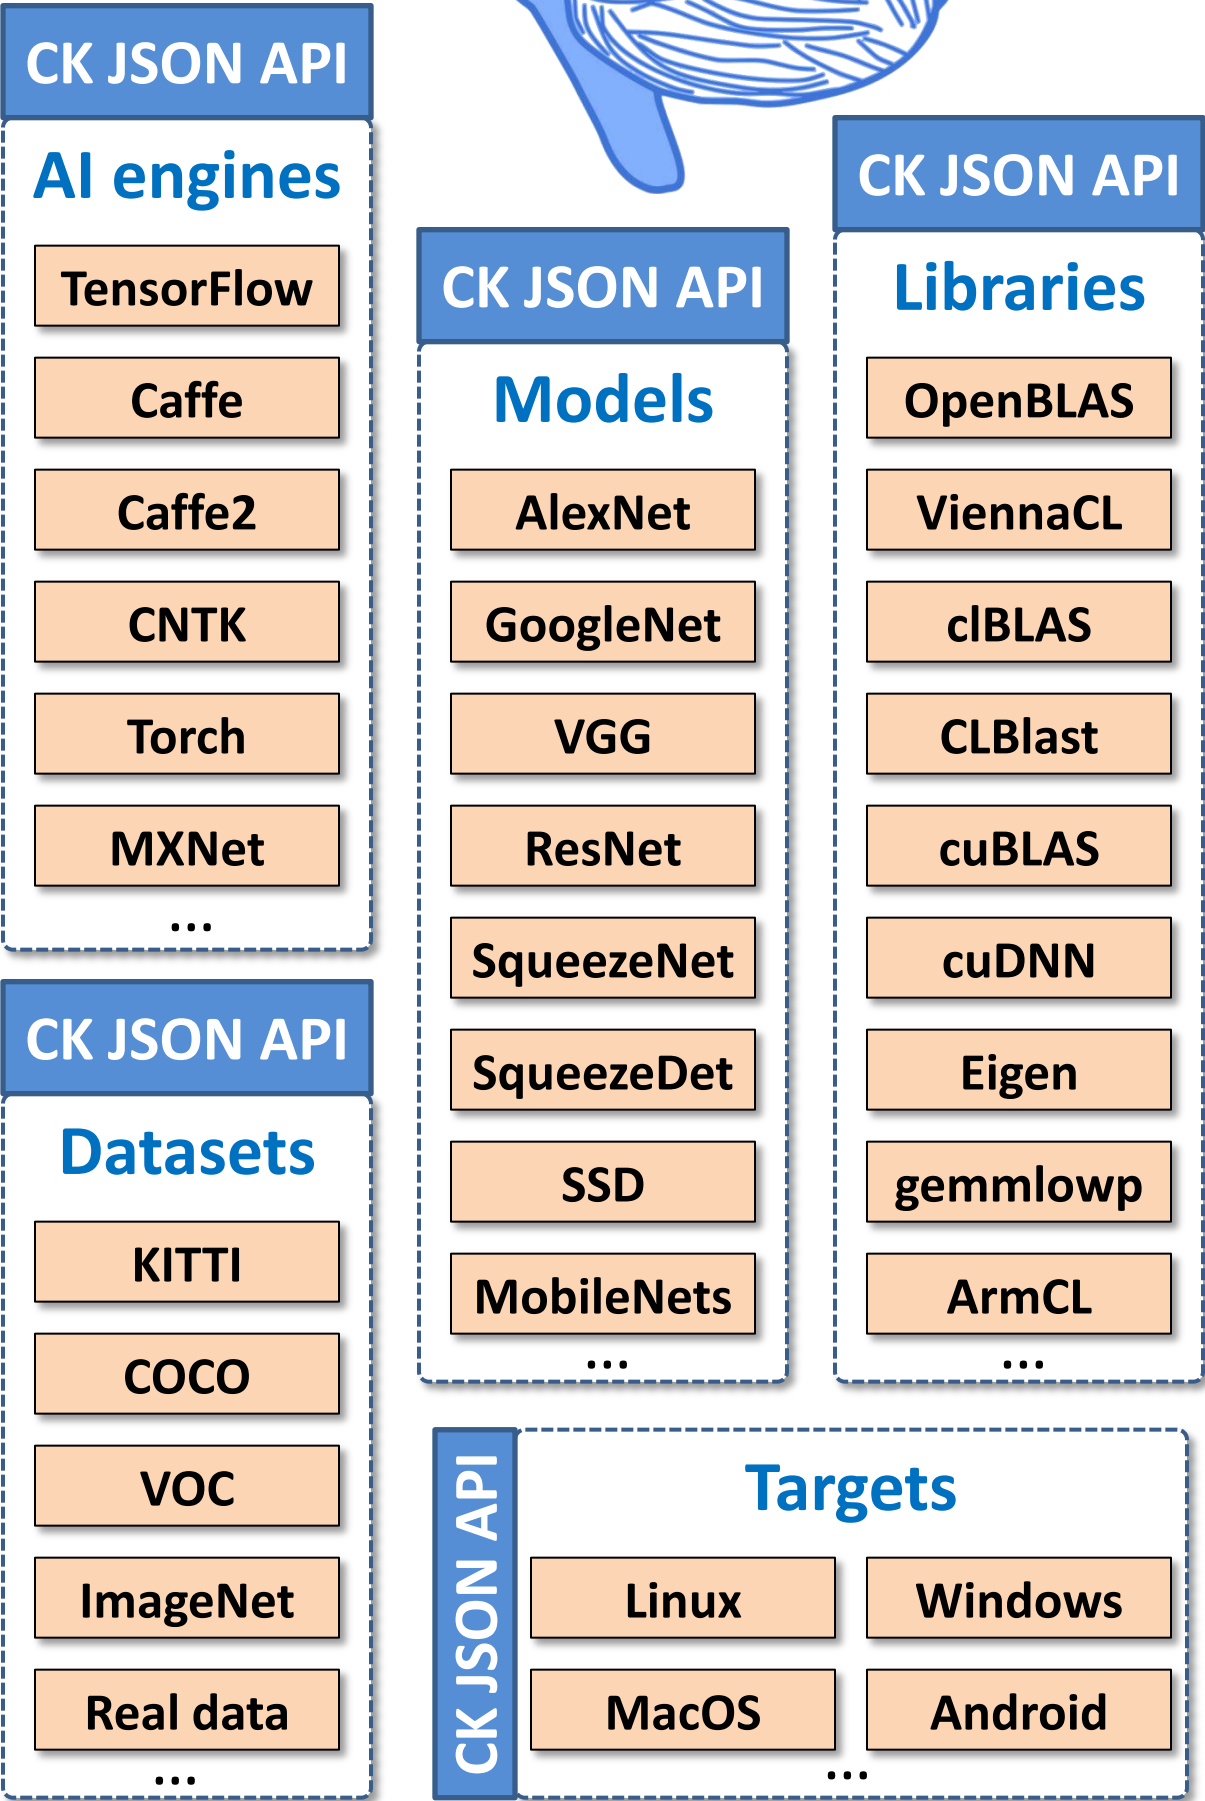 CK JSON API
AI engines
TensorFlow
Caffe
Caffe2
CNTK
Torch
MXNet
...
CK JSON API
Datasets
KITTI
COCO
VOC
ImageNet
Real data
...
CK JSON API
Models
AlexNet
GoogleNet
VGG
ResNet
SqueezeNet
SqueezeDet
SSD
MobileNets
...
CK JSON API
Libraries
OpenBLAS
ViennaCL
clBLAS
CLBlast
cuBLAS
cuDNN
Eigen
gemmlowp
ArmCL
...
CK JSON API
Targets
Linux
Windows
MacOS
Android
...